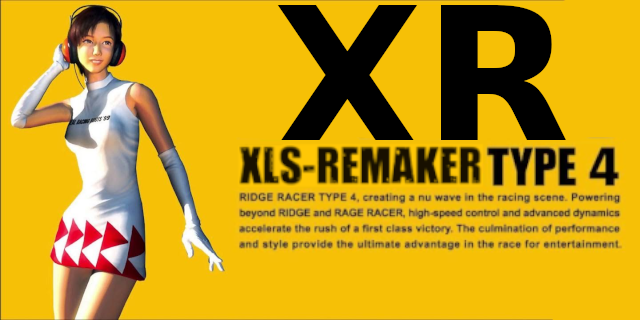 XR
XLS-REMAKER TYPE 4
RIDGE RACER TYPE 4, creating a nu wave in the racing scene. Powering
beyond RIDGE and RAGE RACER, high-speed control and advanced dynamics
accelerate the rush of a first class victory. The culmination of performance
and style provide the ultimate advantage in the race for entertainment.